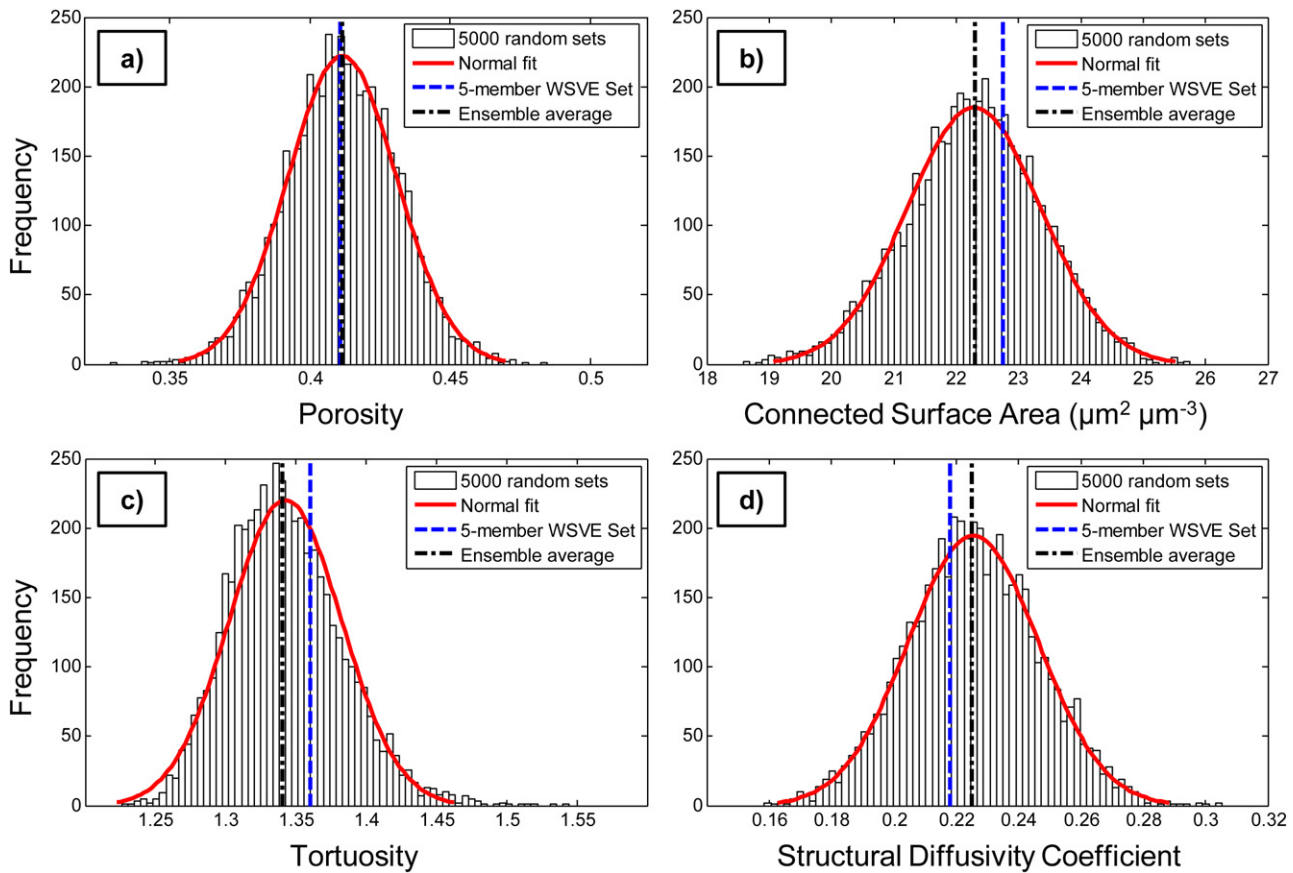 a)
250
200
150
100
50
0
Frequency
0.35 0.4 0.45 0.5
Porosity
5000 random sets
Normal fit
5-member WSVE Set
Ensemble average
b)
250
200
150
100
50
0
18 19 20 21 22 23 24 25 26 27
Connected Surface Area (µm² µm⁻³)
5000 random sets
Normal fit
5-member WSVE Set
Ensemble average
c)
250
200
150
100
50
0
Frequency
1.25 1.3 1.35 1.4 1.45 1.5 1.55
Tortuosity
5000 random sets
Normal fit
5-member WSVE Set
Ensemble average
d)
250
200
150
100
50
0
0.16 0.18 0.2 0.22 0.24 0.26 0.28 0.3 0.32
Structural Diffusivity Coefficient
5000 random sets
Normal fit
5-member WSVE Set
Ensemble average